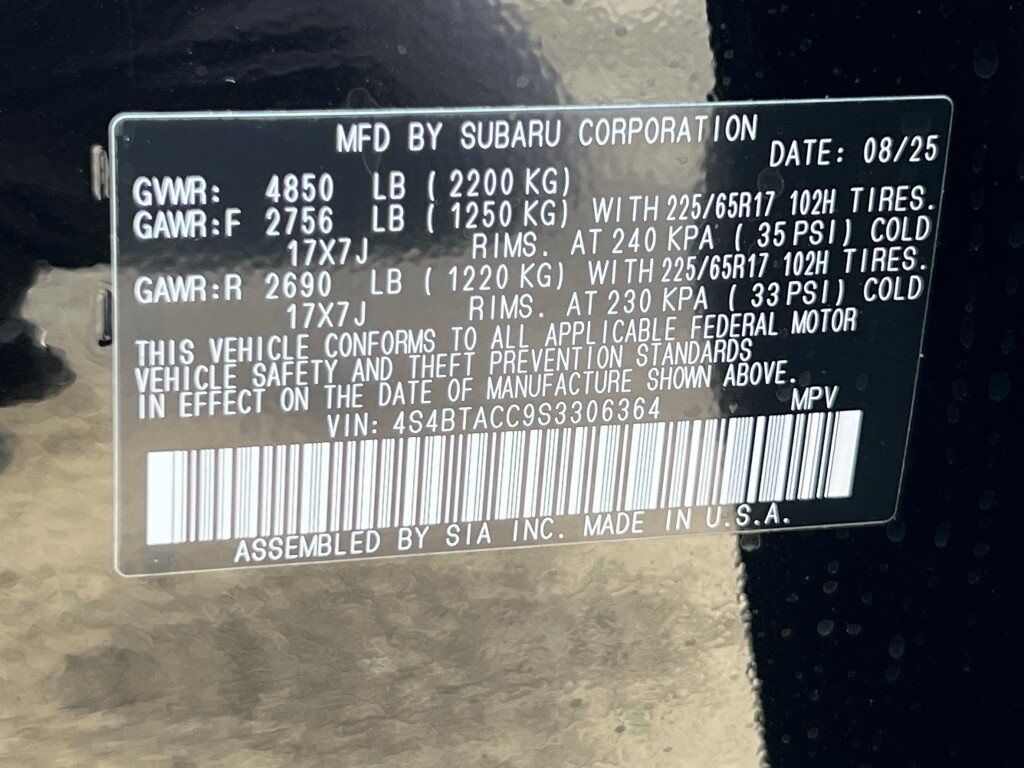 MFD BY SUBARU CORPORATION
DATE: 08/25
GVWR: 4850 LB ( 2200 KG)
GAWR:F 2756 LB ( 1250 KG) WITH 225/65R17 102H TIRES.
17X7J RIMS. AT 240 KPA ( 35 PSI) COLD
GAWR:R 2690 LB ( 1220 KG) WITH 225/65R17 102H TIRES.
17X7J RIMS. AT 230 KPA ( 33 PSI) COLD
THIS VEHICLE CONFORMS TO ALL APPLICABLE FEDERAL MOTOR
VEHICLE SAFETY AND THEFT PREVENTION STANDARDS
IN EFFECT ON THE DATE OF MANUFACTURE SHOWN ABOVE.
VIN: 4S4BTACC9S3306364 MPV
ASSEMBLED BY SIA INC. MADE IN U.S.A.